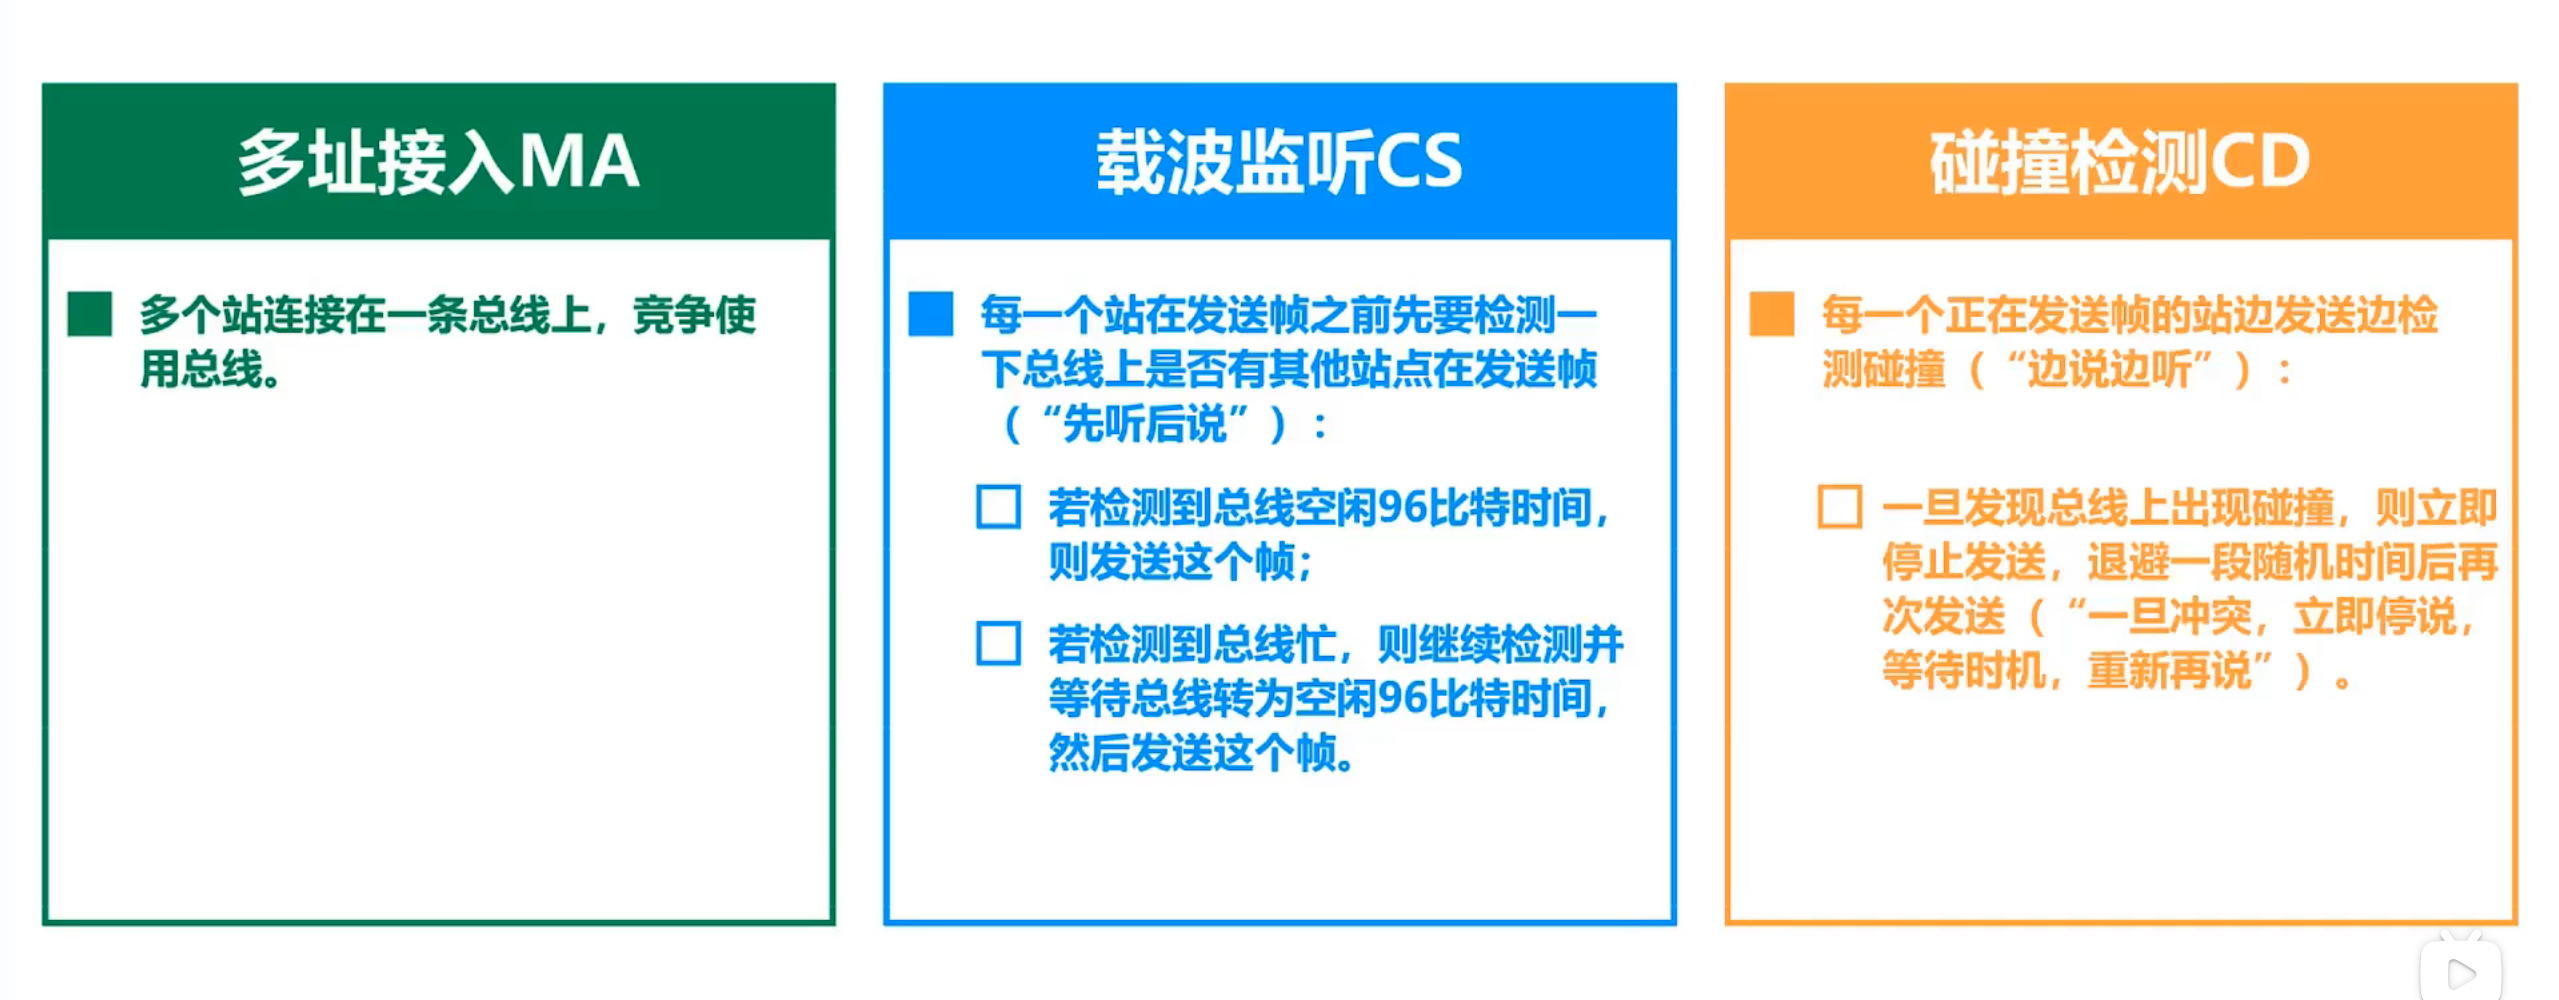 多址接入MA
多个站连接在一条总线上，竞争使
用总线。
载波监听CS
每一个站在发送帧之前先要检测一
下总线上是否有其他站点在发送帧
（“先听后说”）：
若检测到总线空闲96比特时间，
则发送这个帧；
若检测到总线忙，则继续检测并
等待总线转为空闲96比特时间，
然后发送这个帧。
碰撞检测CD
每一个正在发送帧的站边发送边检
测碰撞（“边说边听”）：
一旦发现总线上出现碰撞，则立即
停止发送，退避一段随机时间后再
次发送（“一旦冲突，立即停说，
等待时机，重新再说”）。